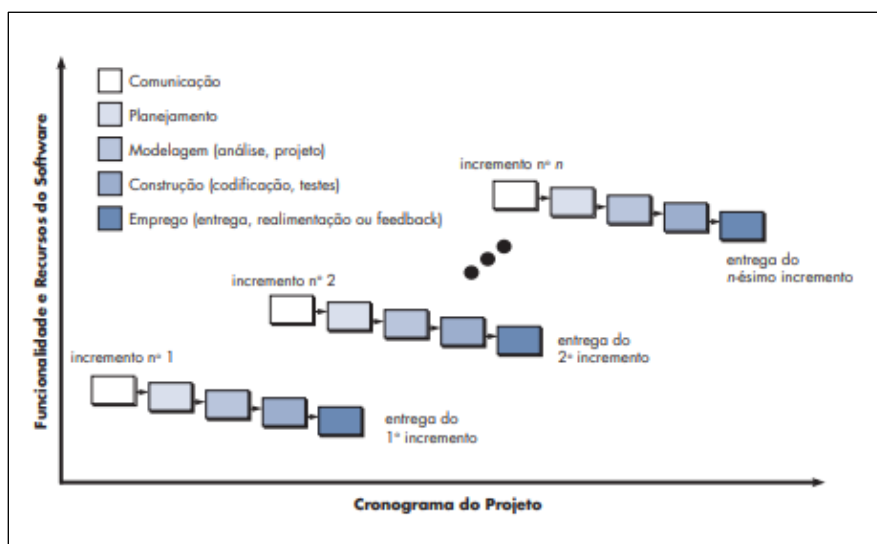 Funcionalidade e Recursos do Software
Comunicação
Planejamento
Modelagem (análise, projeto)
Construção (codificação, testes)
Emprego (entrega, realimentação ou feedback)
incremento nº n
entrega do
n-ésimo incremento
incremento nº 2
entrega do
2º incremento
incremento nº 1
entrega do
1º incremento
Cronograma do Projeto